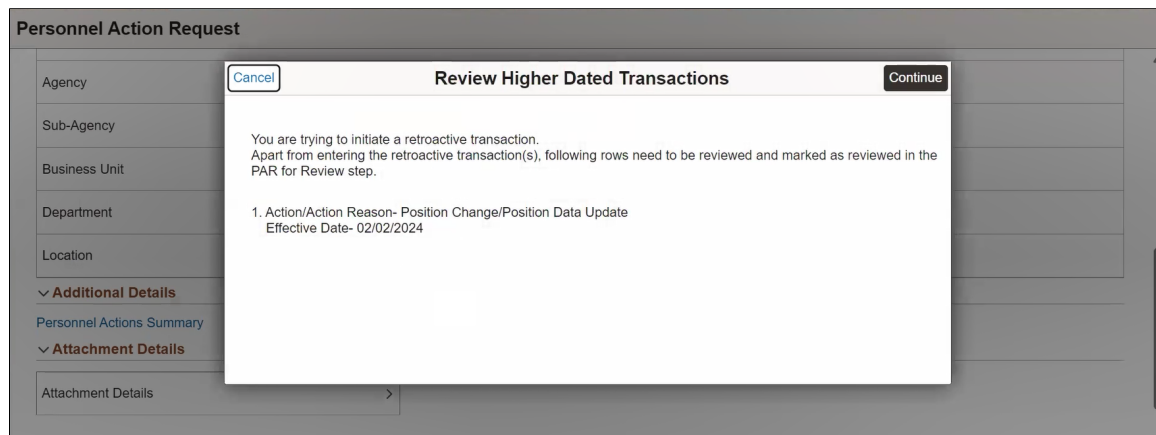 Personnel Action Request
Agency
Sub-Agency
Business Unit
Department
Location
Additional Details
Personnel Actions Summary
Attachment Details
Attachment Details
Cancel
Review Higher Dated Transactions
Continue
You are trying to initiate a retroactive transaction.
Apart from entering the retroactive transaction(s), following rows need to be reviewed and marked as reviewed in the
PAR for Review step.
1. Action/Action Reason- Position Change/Position Data Update
Effective Date- 02/02/2024